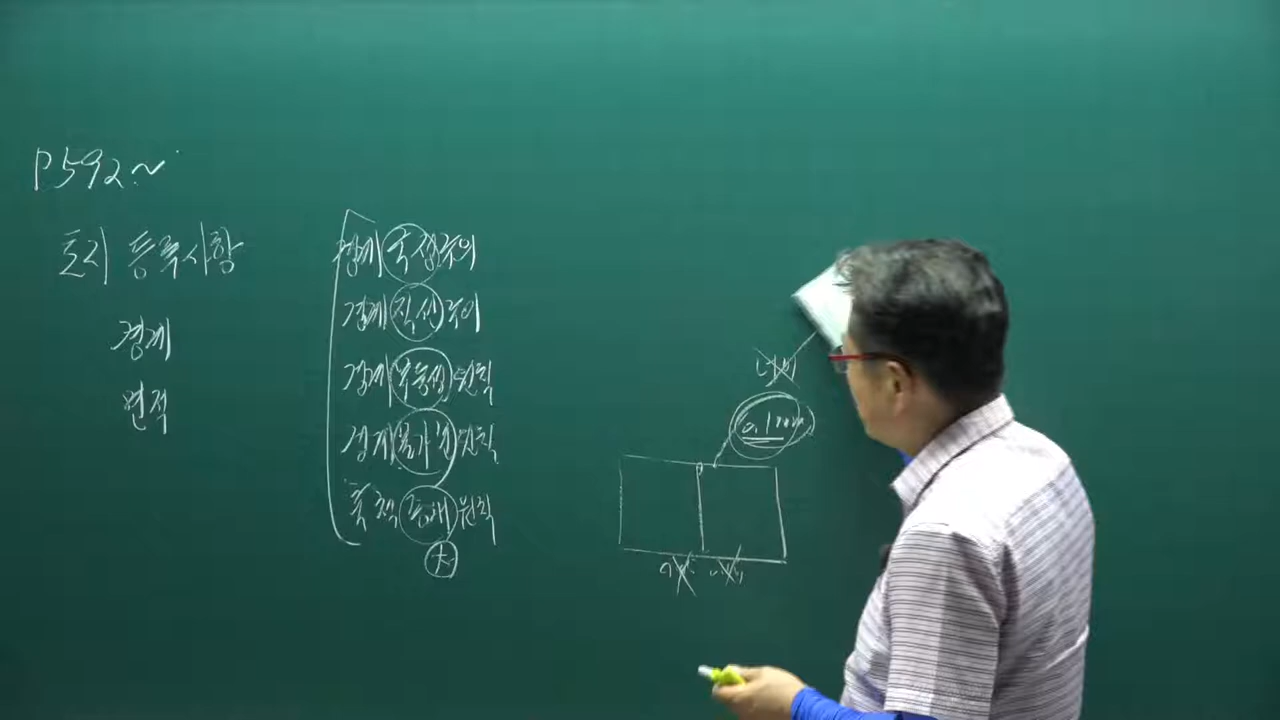 P592~
토지 등록사항
경계
면적
경계 국정주의
경계 직선주의
경계 부동성 원칙
경계 불가분 원칙
축척 종대 원칙
大
0.1mm